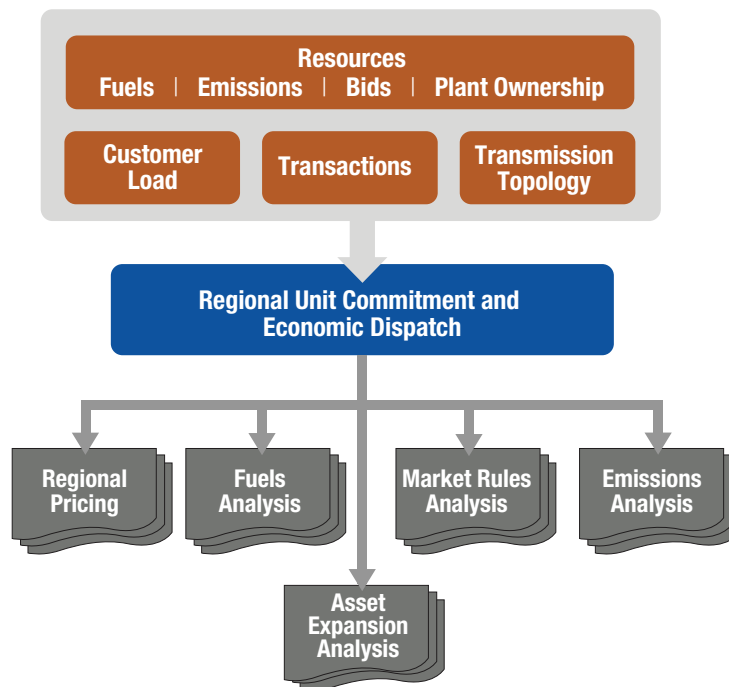 Resources
Fuels | Emissions | Bids | Plant Ownership
Customer
Load
Transactions
Transmission
Topology
Regional Unit Commitment and
Economic Dispatch
Regional
Pricing
Fuels
Analysis
Market Rules
Analysis
Emissions
Analysis
Asset
Expansion
Analysis